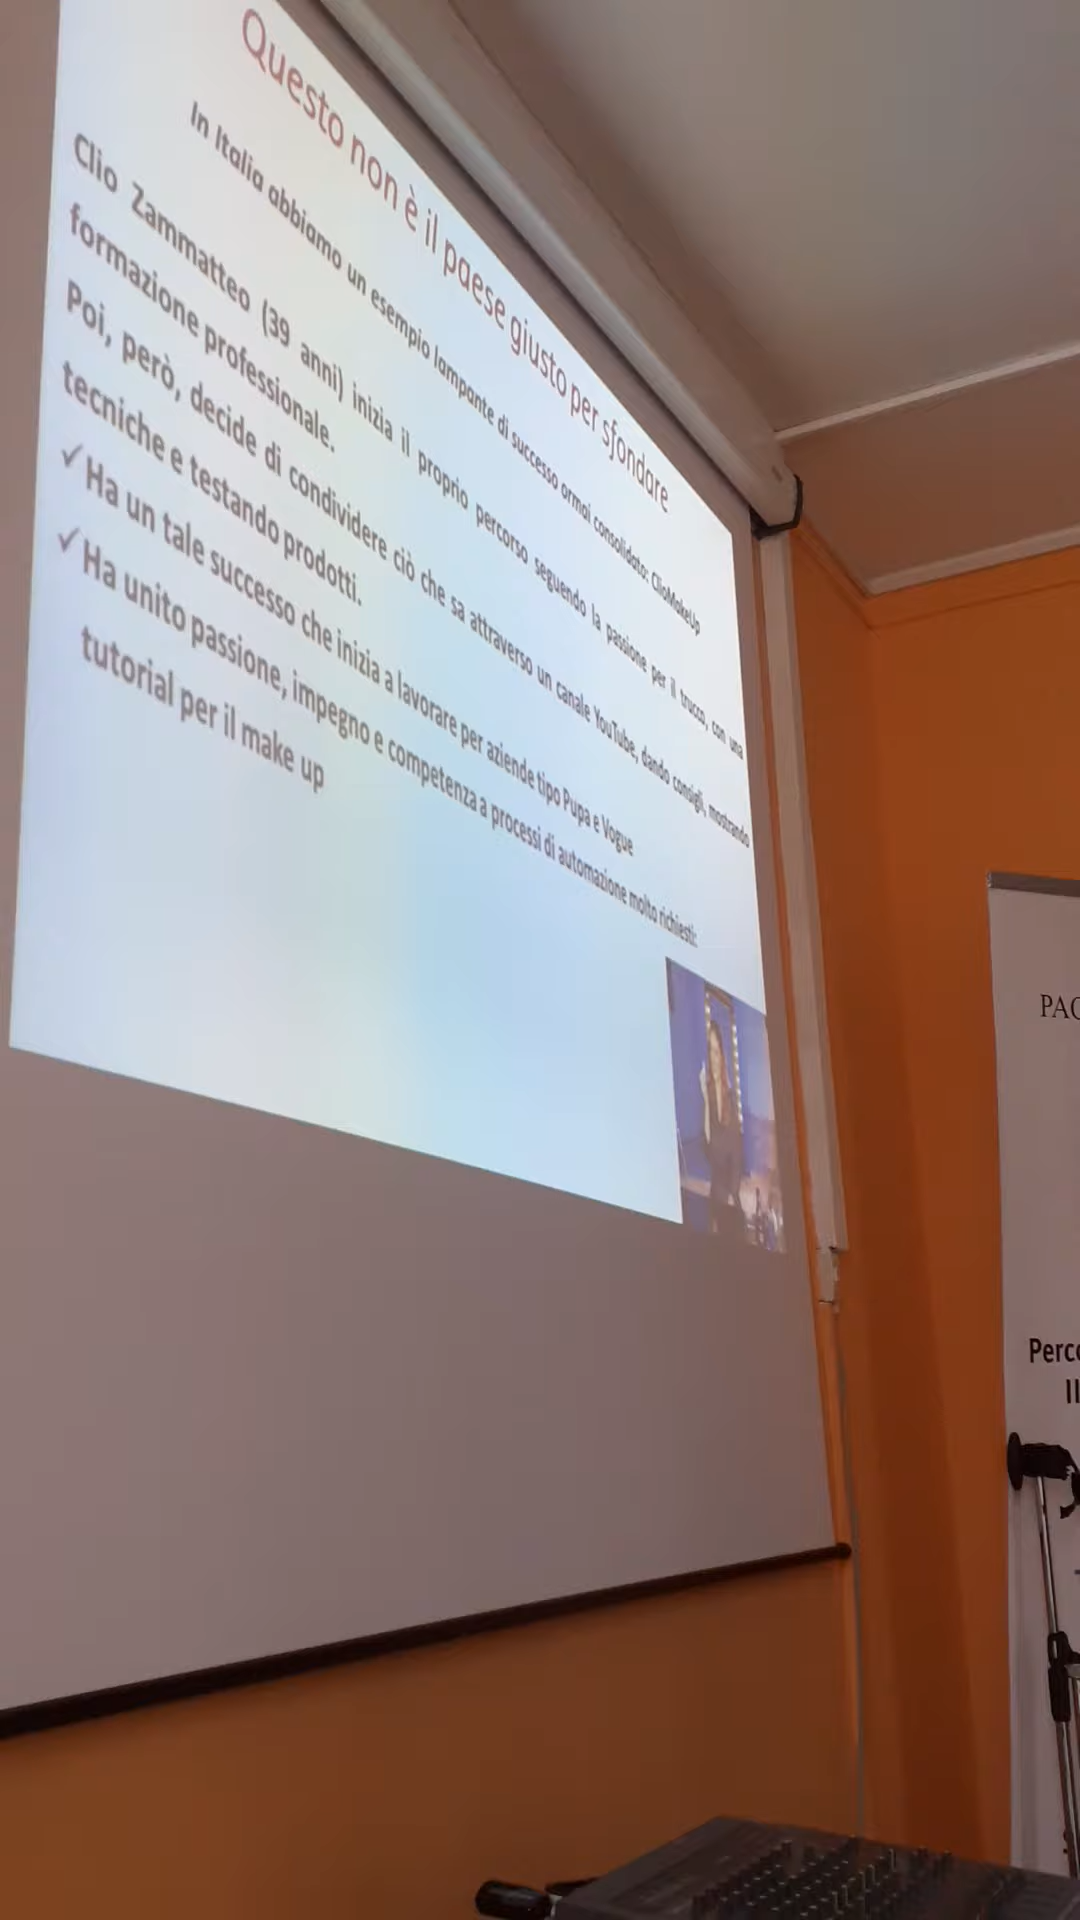 Questo non è il paese giusto per sfondare
In Italia abbiamo un esempio lampante di successo ormai consolidato: ClioMakeUp
Clio Zammatteo (39 anni) inizia il proprio percorso seguendo la passione per il trucco, con una
formazione professionale.
Poi, però, decide di condividere ciò che sa attraverso un canale YouTube, dando consigli, mostrando
tecniche e testando prodotti.
✓Ha un tale successo che inizia a lavorare per aziende tipo Pupa e Vogue
✓Ha unito passione, impegno e competenza a processi di automazione molto richiesti:
tutorial per il make up
PAO
Perco
Il